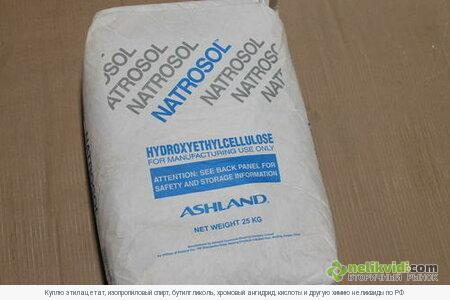 NATROSOL
NATROSOL
NATROSOL
NATROSOL™
NATROSOL
NATROSOL
HYDROXYETHYLCELLULOSE
FOR MANUFACTURING USE ONLY
ATTENTION: SEE BACK PANEL FOR
SAFETY AND STORAGE INFORMATION
ASHLAND
NET WEIGHT 25 KG
nelikvidi.com
ВТОРИЧНЫЙ РЫНОК
Куплю этилацетат, изопропиловый спирт, бутилгликоль, хромовый ангидрид, кислоты и другую химию неликвиды по РФ